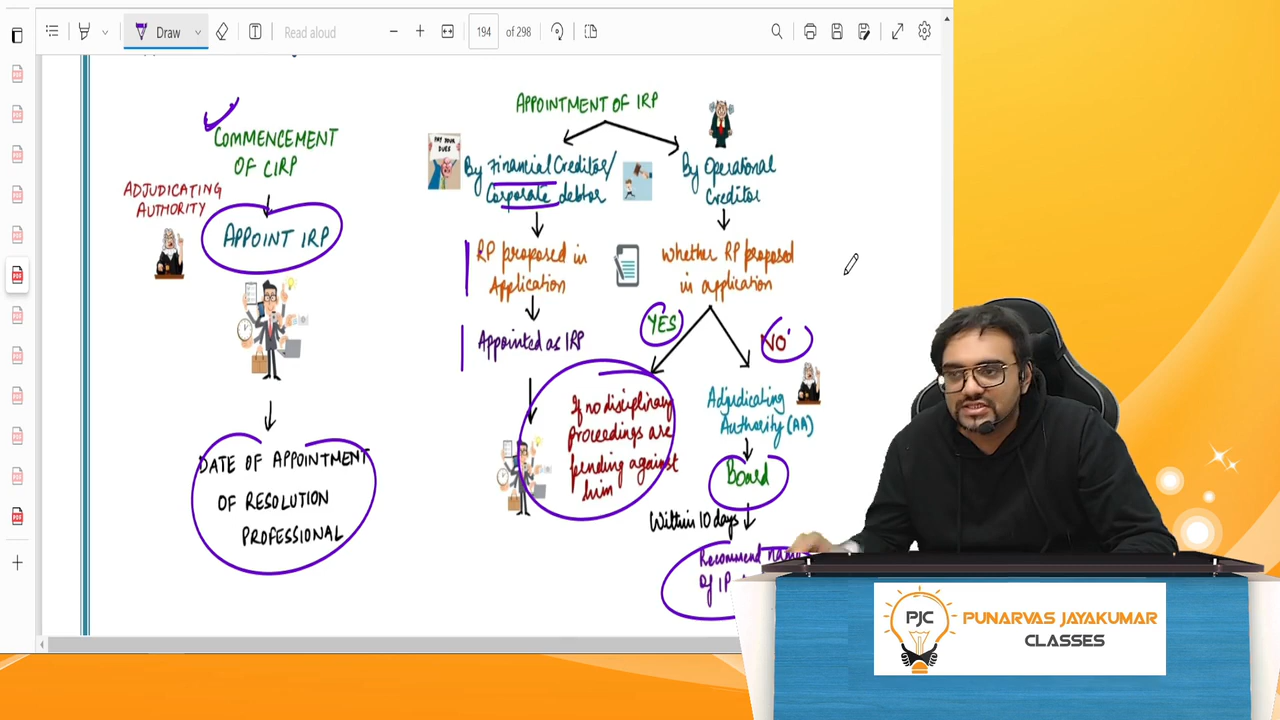 Draw
Read aloud
194
of 298
COMMENCEMENT
OF CIRP
ADJUDICATING
AUTHORITY
APPOINT IRP
DATE OF APPOINTMENT
OF RESOLUTION
PROFESSIONAL
APPOINTMENT OF IRP
PAY YOUR
DUES
By Financial Creditor/
Corporate debtor
RP proposed in
Application
Appointed as IRP
By Operational
Creditor
Whether RP proposed
in application
YES
NO
If no disciplinary
proceedings are
pending against
him
Adjudicating
Authority (AA)
Board
Within 10 days
Recommend name
of IP
PJC
PUNARVAS JAYAKUMAR
CLASSES